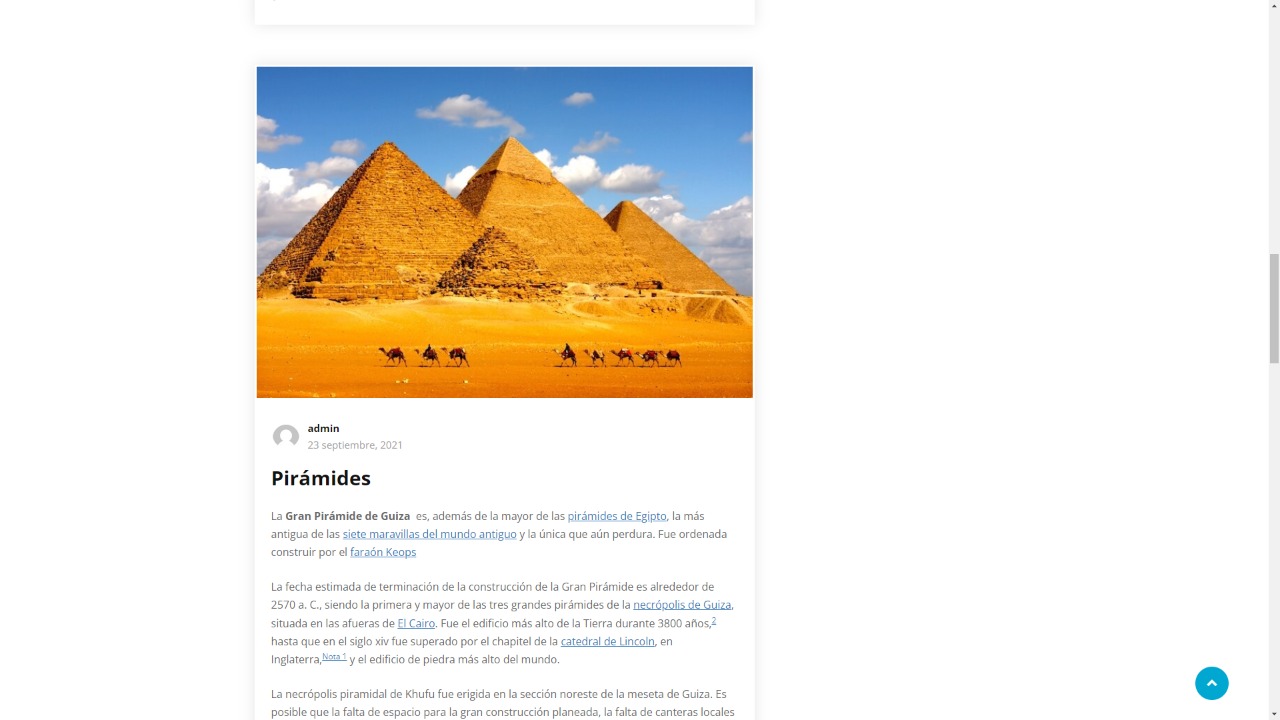 admin
23 septiembre, 2021
Pirámides
La Gran Pirámide de Guiza es, además de la mayor de las pirámides de Egipto, la más
antigua de las siete maravillas del mundo antiguo y la única que aún perdura. Fue ordenada
construir por el faraón Keops
La fecha estimada de terminación de la construcción de la Gran Pirámide es alrededor de
2570 a. C., siendo la primera y mayor de las tres grandes pirámides de la necrópolis de Guiza,
situada en las afueras de El Cairo. Fue el edificio más alto de la Tierra durante 3800 años,2
hasta que en el siglo xiv fue superado por el chapitel de la catedral de Lincoln, en
Inglaterra,Nota 1 y el edificio de piedra más alto del mundo.
La necrópolis piramidal de Khufu fue erigida en la sección noreste de la meseta de Guiza. Es
posible que la falta de espacio para la gran construcción planeada, la falta de canteras locales